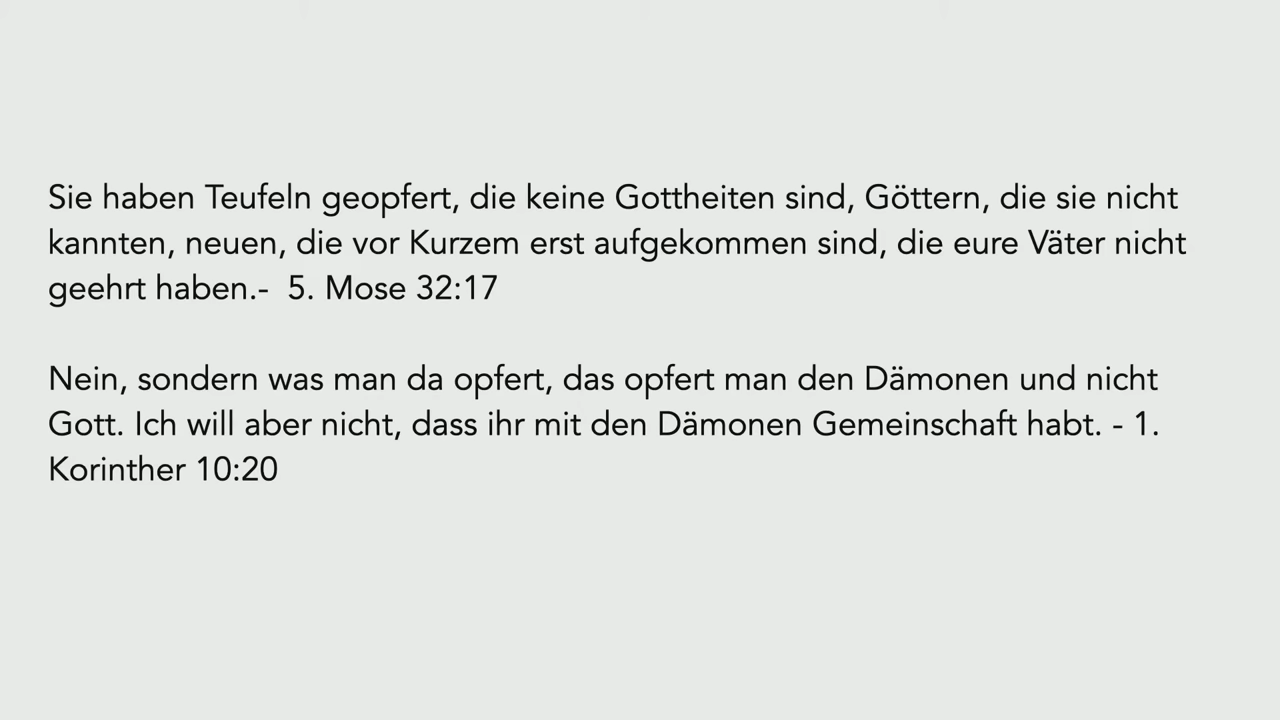 Sie haben Teufeln geopfert, die keine Gottheiten sind, Göttern, die sie nicht
kannten, neuen, die vor Kurzem erst aufgekommen sind, die eure Väter nicht
geehrt haben.-  5. Mose 32:17
Nein, sondern was man da opfert, das opfert man den Dämonen und nicht
Gott. Ich will aber nicht, dass ihr mit den Dämonen Gemeinschaft habt. - 1.
Korinther 10:20